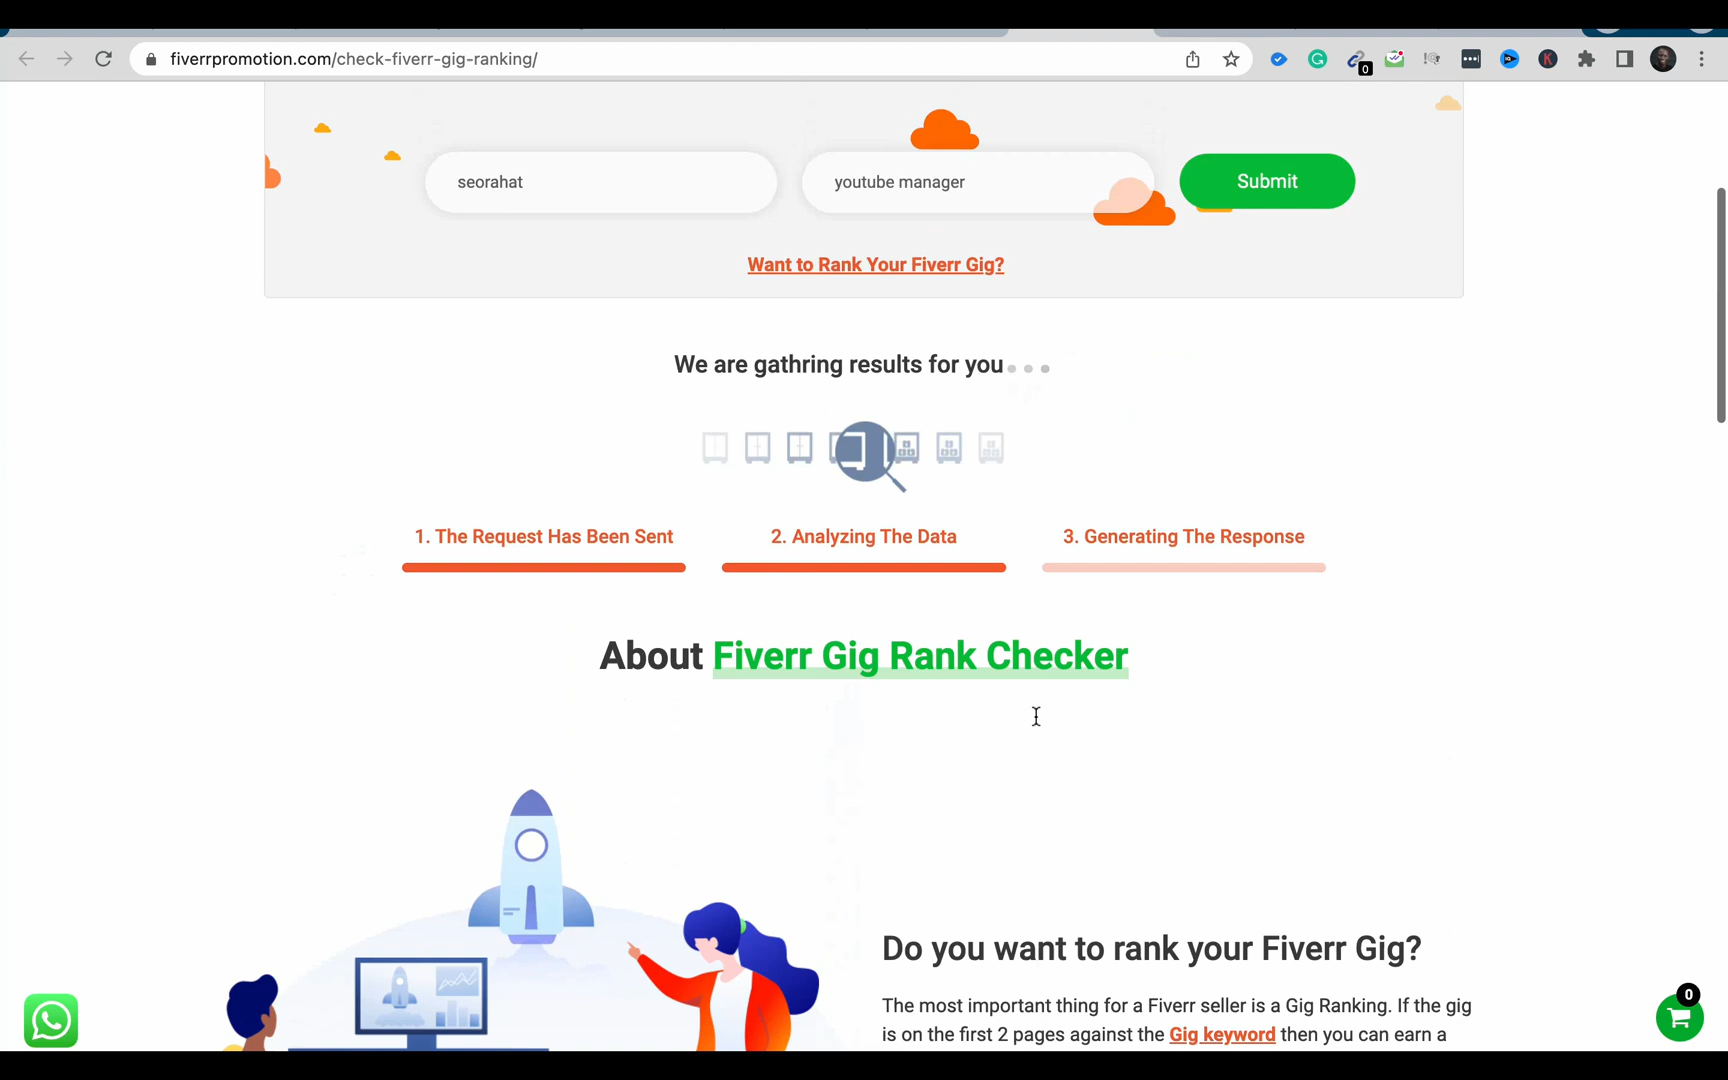 fiverrpromotion.com/check-fiverr-gig-ranking/
0
seorahat
youtube manager
Submit
Want to Rank Your Fiverr Gig?
We are gathring results for you
1. The Request Has Been Sent
2. Analyzing The Data
3. Generating The Response
About Fiverr Gig Rank Checker
Do you want to rank your Fiverr Gig?
The most important thing for a Fiverr seller is a Gig Ranking. If the gig
is on the first 2 pages against the Gig keyword then you can earn a
0